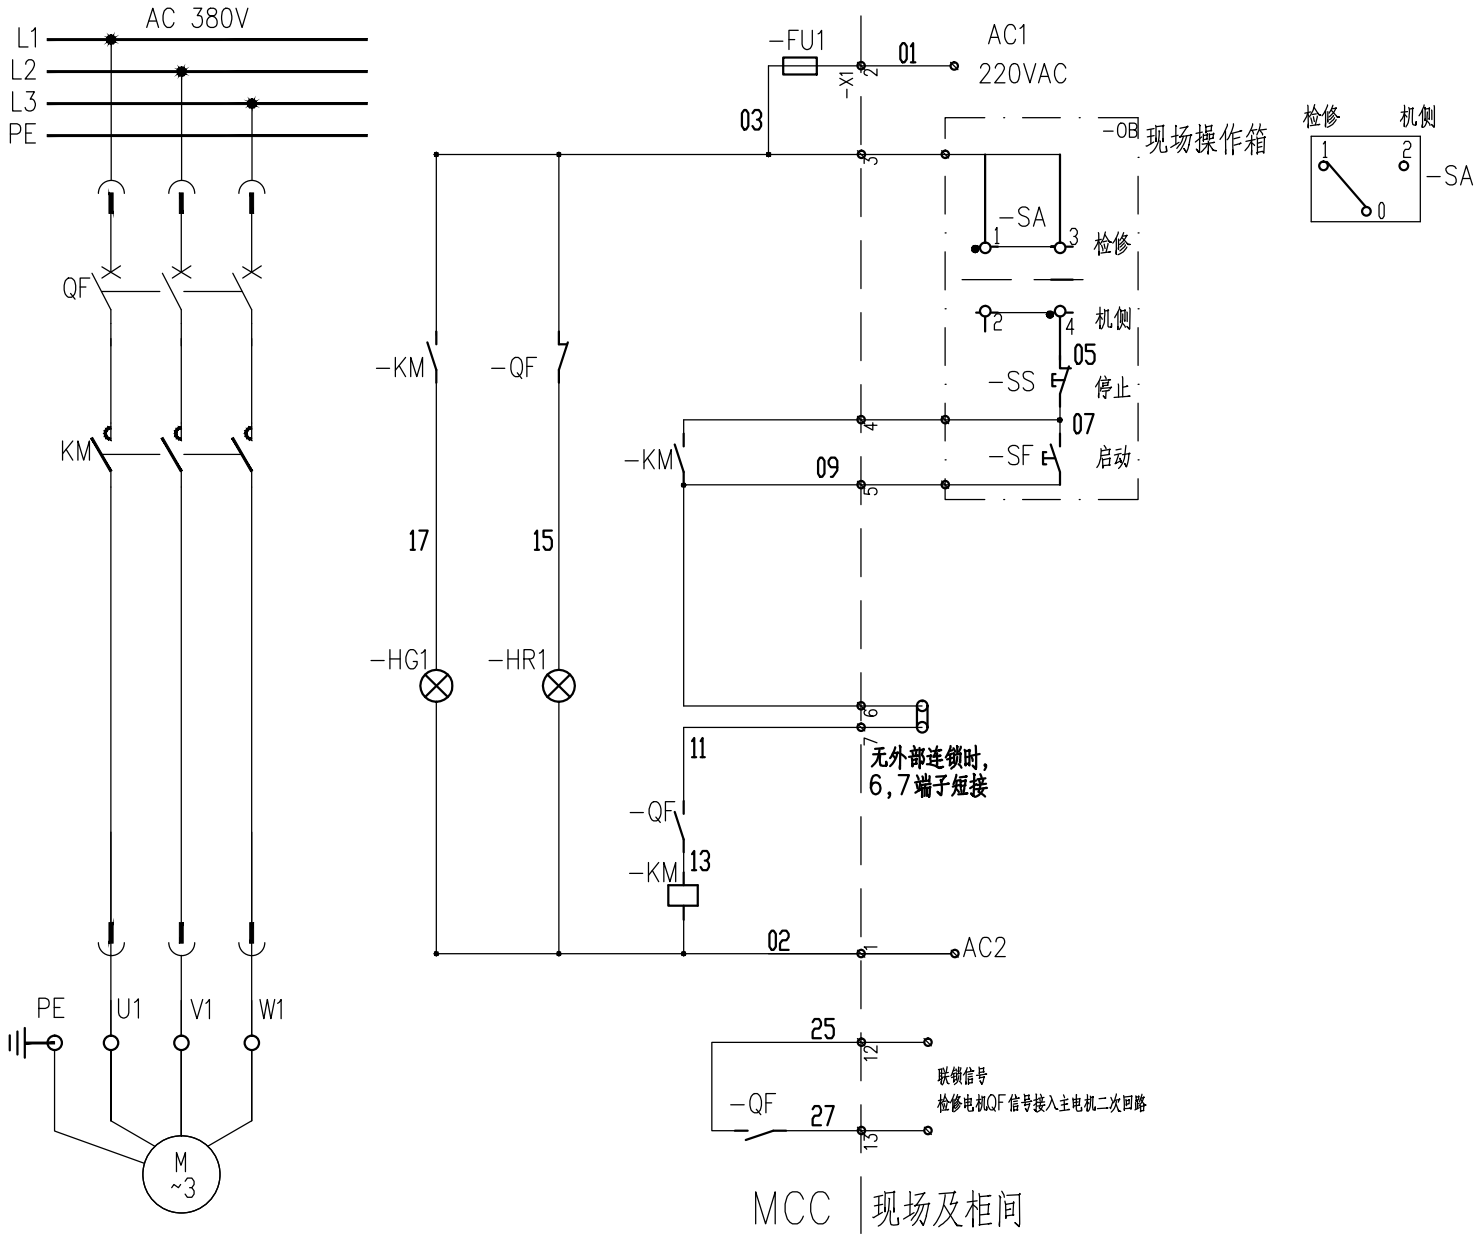 AC 380V
L1
L2
L3
PE
QF
KM
PE
U1
V1
W1
M
~3
-FU1
-X1
2
01
AC1
220VAC
03
3
-OB
现场操作箱
-SA
1
3
检修
2
4
机侧
05
-SS
停止
-KM
-QF
4
07
-KM
09
5
-SF
启动
17
15
-HG1
-HR1
6
7
11
无外部连锁时,
6,7端子短接
-QF
13
-KM
02
1
AC2
25
12
联锁信号
检修电机QF信号接入主电机二次回路
-QF
27
13
MCC
现场及柜间
检修
机侧
1
2
0
-SA